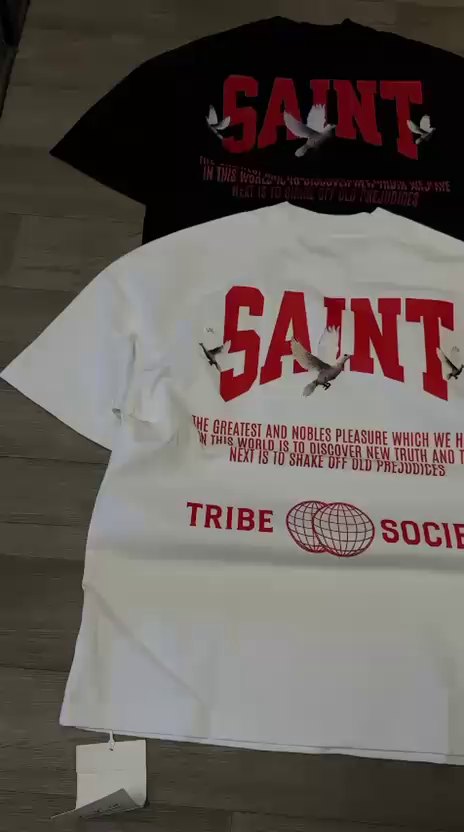 SAINT
IN THIS WORLD
NEXT IS TO SHAKE OFF OLD PREJUDICES
SAINT
THE GREATEST AND NOBLES PLEASURE WHICH WE H
IN THIS WORLD IS TO DISCOVER NEW TRUTH AND T
NEXT IS TO SHAKE OFF OLD PREJUDICES
TRIBE SOCIE